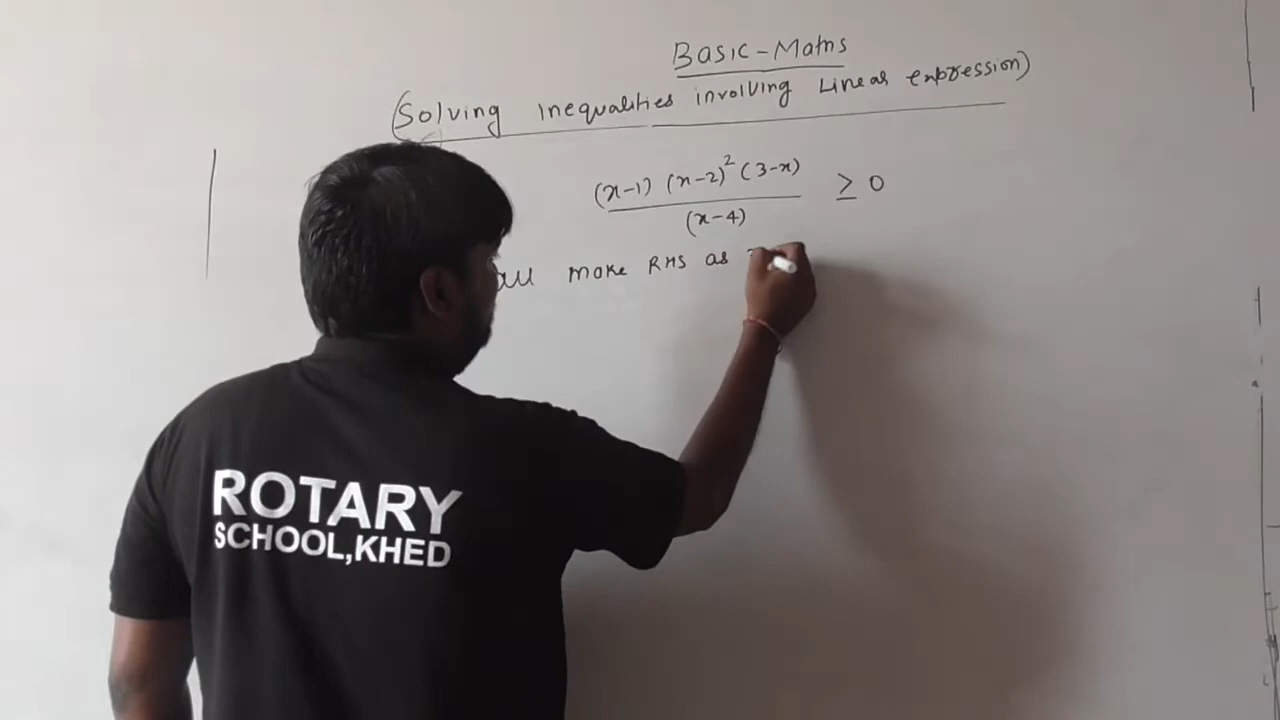 Basic-Maths
(Solving inequalities involving Linear expression)
(x-1) (x-2)² (3-x)
(x-4)
≥ 0
make RHS as
ROTARY
SCHOOL,KHED